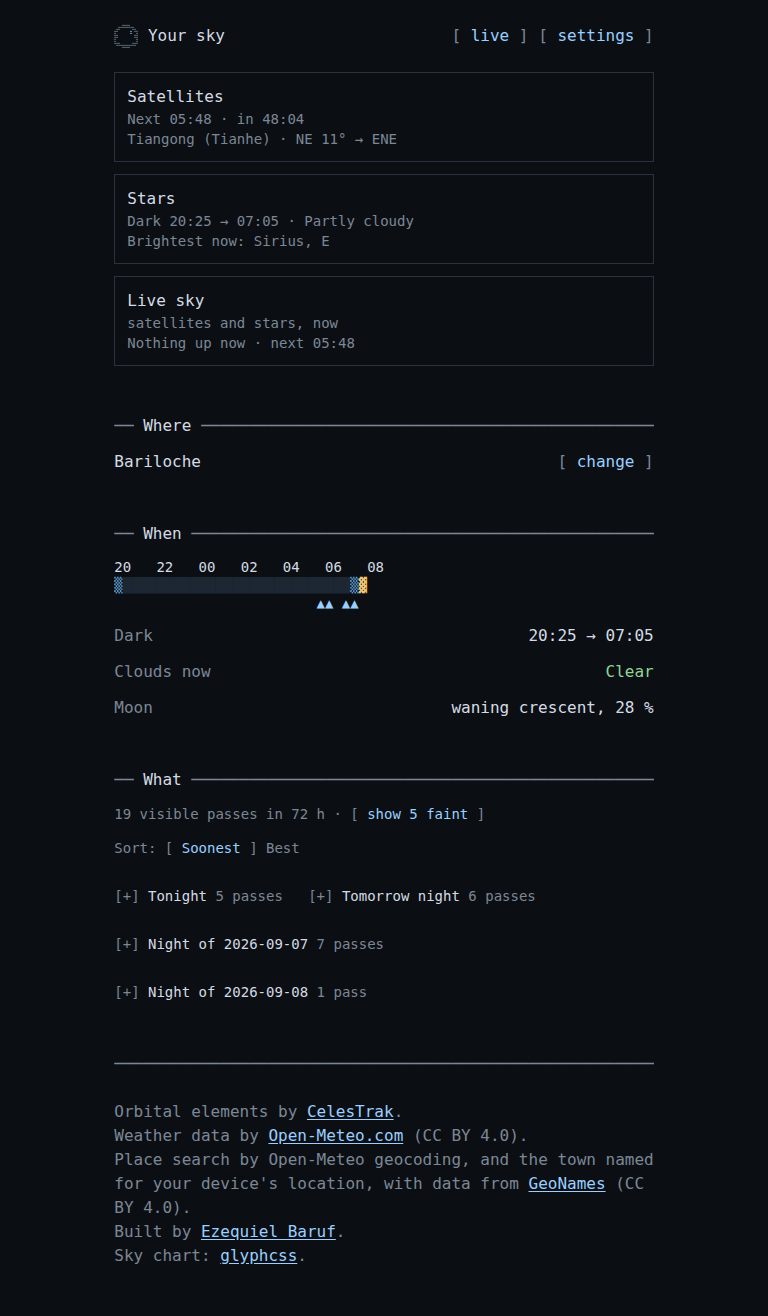 Your sky [ live ] [ settings ]
Satellites
Next 05:48 · in 48:04
Tiangong (Tianhe) · NE 11° → ENE
Stars
Dark 20:25 → 07:05 · Partly cloudy
Brightest now: Sirius, E
Live sky
satellites and stars, now
Nothing up now · next 05:48
Where
Bariloche [ change ]
When
20 22 00 02 04 06 08
▲▲ ▲▲
Dark 20:25 → 07:05
Clouds now Clear
Moon waning crescent, 28 %
What
19 visible passes in 72 h · [ show 5 faint ]
Sort: [ Soonest ] Best
[+] Tonight 5 passes [+] Tomorrow night 6 passes
[+] Night of 2026-09-07 7 passes
[+] Night of 2026-09-08 1 pass
Orbital elements by CelesTrak.
Weather data by Open-Meteo.com (CC BY 4.0).
Place search by Open-Meteo geocoding, and the town named
for your device's location, with data from GeoNames (CC
BY 4.0).
Built by Ezequiel Baruf.
Sky chart: glyphcss.